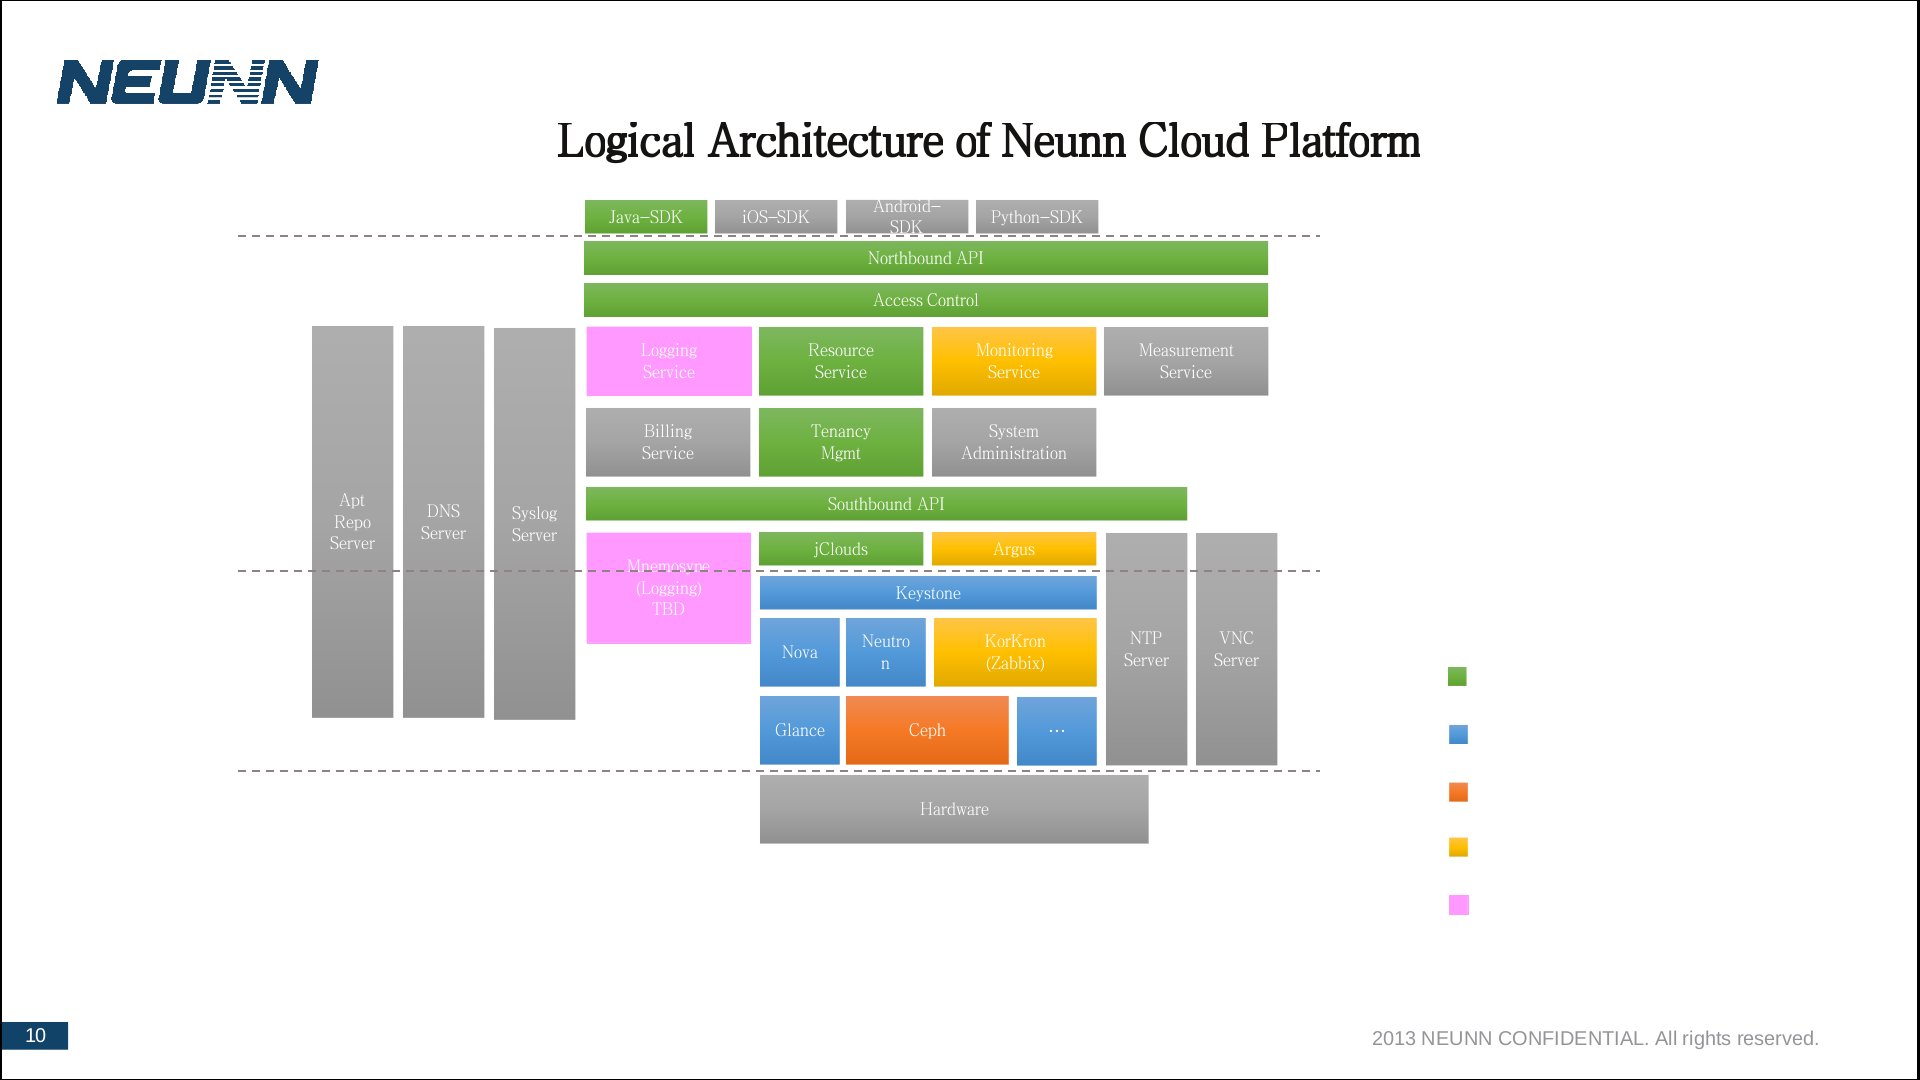 NEUNN
Logical Architecture of Neunn Cloud Platform
Java-SDK
iOS-SDK
Android-
SDK
Python-SDK
Northbound API
Access Control
Logging
Service
Resource
Service
Monitoring
Service
Measurement
Service
Billing
Service
Tenancy
Mgmt
System
Administration
Apt
Repo
Server
DNS
Server
Syslog
Server
Southbound API
Mnemosyne
(Logging)
TBD
jClouds
Argus
Keystone
Nova
Neutro
n
KorKron
(Zabbix)
NTP
Server
VNC
Server
Glance
Ceph
...
Hardware
10
2013 NEUNN CONFIDENTIAL. All rights reserved.